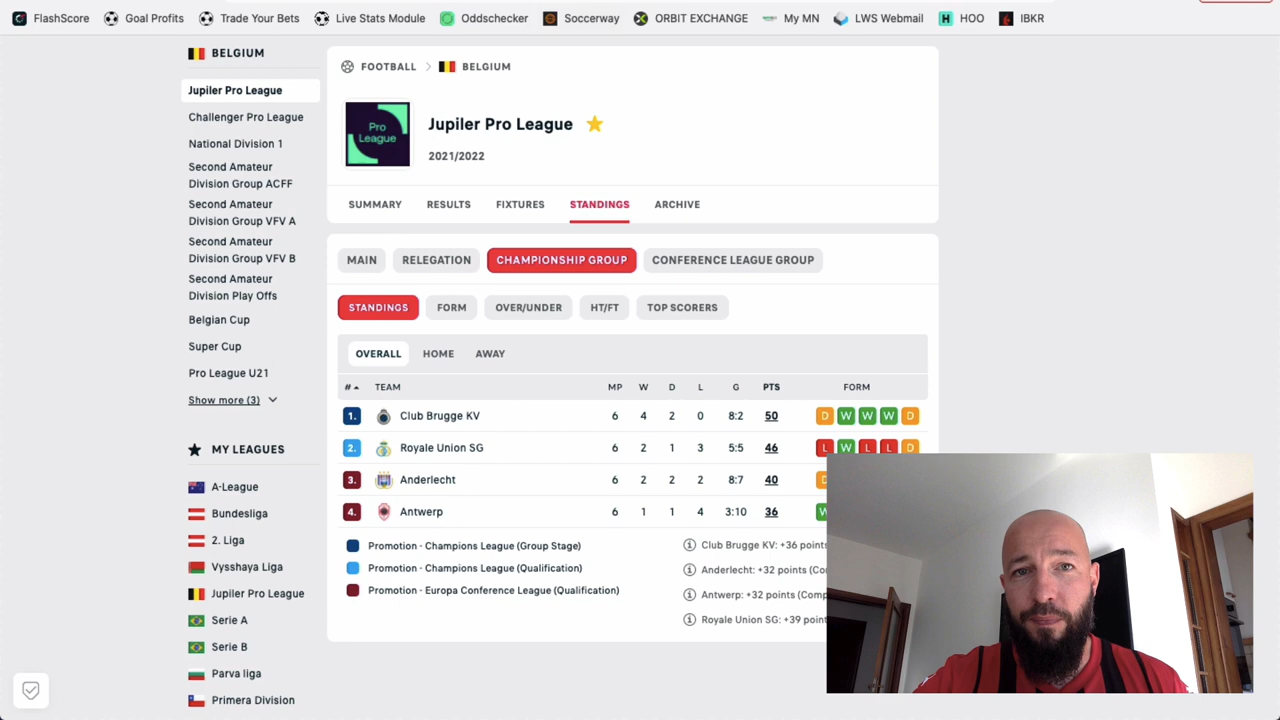 FlashScore Goal Profits Trade Your Bets Live Stats Module Oddschecker Soccerway ORBIT EXCHANGE My MN LWS Webmail HOO IBKR
BELGIUM
Jupiler Pro League
Challenger Pro League
National Division 1
Second Amateur
Division Group ACFF
Second Amateur
Division Group VFV A
Second Amateur
Division Group VFV B
Second Amateur
Division Play Offs
Belgian Cup
Super Cup
Pro League U21
Show more (3)
MY LEAGUES
A-League
Bundesliga
2. Liga
Vysshaya Liga
Jupiler Pro League
Serie A
Serie B
Parva liga
Primera Division
FOOTBALL BELGIUM
Pro
League
Jupiler Pro League
2021/2022
SUMMARY RESULTS FIXTURES STANDINGS ARCHIVE
MAIN RELEGATION CHAMPIONSHIP GROUP CONFERENCE LEAGUE GROUP
STANDINGS FORM OVER/UNDER HT/FT TOP SCORERS
OVERALL HOME AWAY
# TEAM MP W D L G PTS FORM
1. Club Brugge KV 6 4 2 0 8:2 50 D W W W D
2. Royale Union SG 6 2 1 3 5:5 46 L W L L D
3. Anderlecht 6 2 2 2 8:7 40 D
4. Antwerp 6 1 1 4 3:10 36 W
Promotion - Champions League (Group Stage)
Promotion - Champions League (Qualification)
Promotion - Europa Conference League (Qualification)
Club Brugge KV: +36 points
Anderlecht: +32 points (Co
Antwerp: +32 points (Comp
Royale Union SG: +39 point